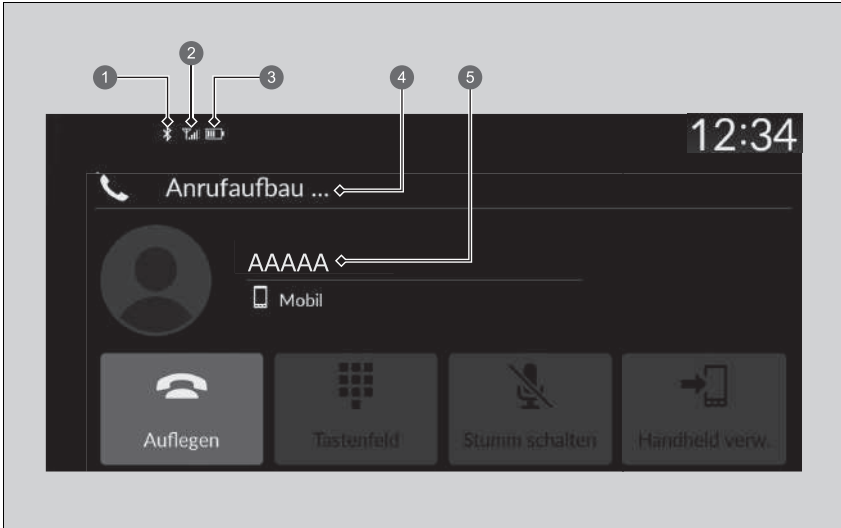 1 2 3 4 5
12:34
Anrufaufbau ...
AAAAA
Mobil
Auflegen Tastenfeld Stumm schalten Handheld verw.